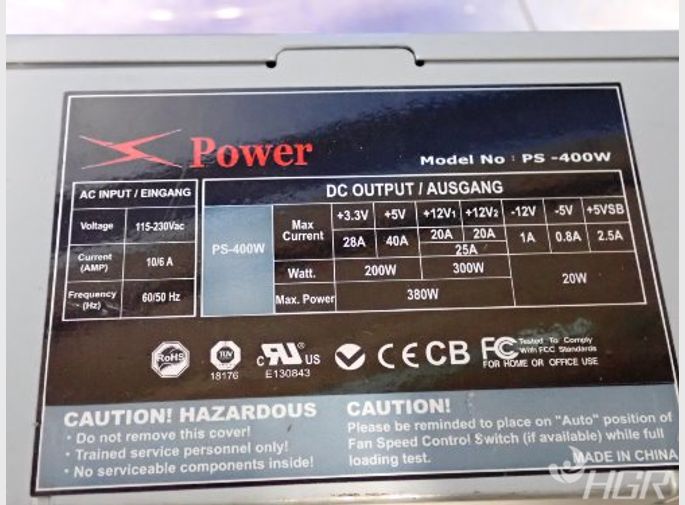 Power
Model No : PS -400W
AC INPUT / EINGANG
Voltage 115-230Vac
Current (AMP) 10/6 A
Frequency (Hz) 60/50 Hz
DC OUTPUT / AUSGANG
PS-400W
Max Current +3.3V +5V +12V1 +12V2 -12V -5V +5VSB
28A 40A 20A 20A 1A 0.8A 2.5A
25A
Watt. 200W 300W 20W
Max. Power 380W
RoHS
TUV
18176
c RU ® US
E130843
CE CB FC Tested To Comply
With FCC Standards
FOR HOME OR OFFICE USE
CAUTION! HAZARDOUS
· Do not remove this cover!
· Trained service personnel only!
· No serviceable components inside!
CAUTION!
Please be reminded to place on "Auto" position of
Fan Speed Control Switch (if available) while full
loading test.
MADE IN CHINA
HGR